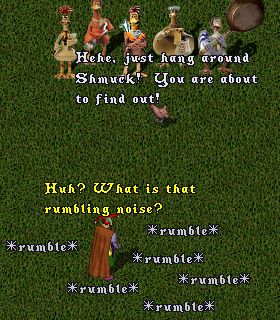 Hehe, just hang around
Shmuck!  You are about
to find out!
Huh?  What is that
rumbling noise?
*rumble*
*rumble*
*rumble*
*rumble*
*rumble*
*rumble*